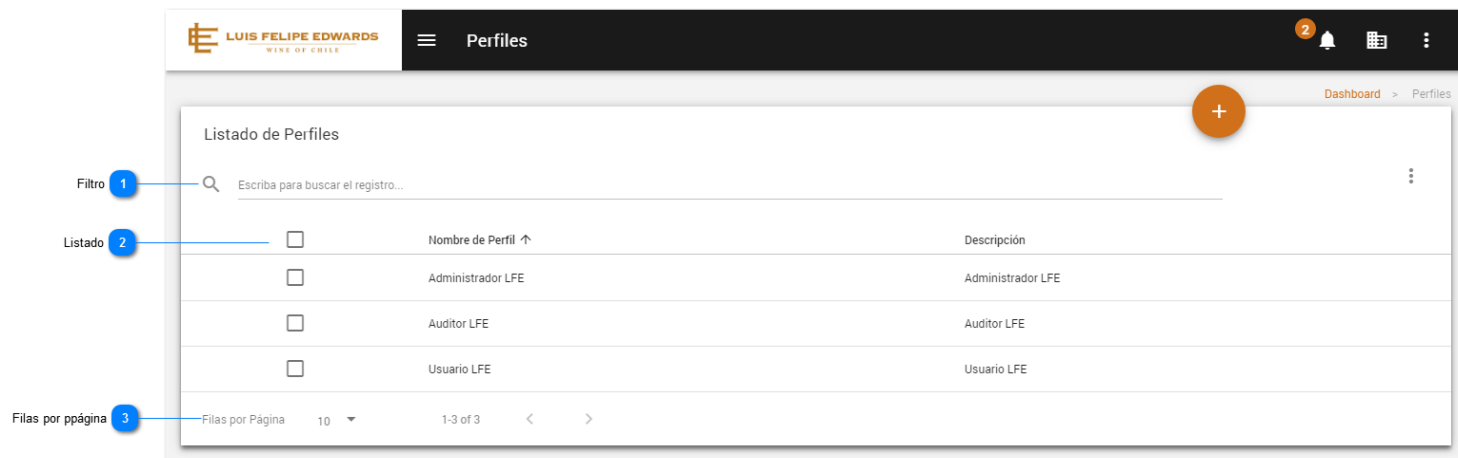 LUIS FELIPE EDWARDS
WINE OF CHILE
Perfiles
2
Dashboard > Perfiles
+
Listado de Perfiles
Filtro 1
Escriba para buscar el registro...
Listado 2
Nombre de Perfil ↑ Descripción
Administrador LFE Administrador LFE
Auditor LFE Auditor LFE
Usuario LFE Usuario LFE
Filas por ppágina 3
Filas por Página 10 1-3 of 3 < >